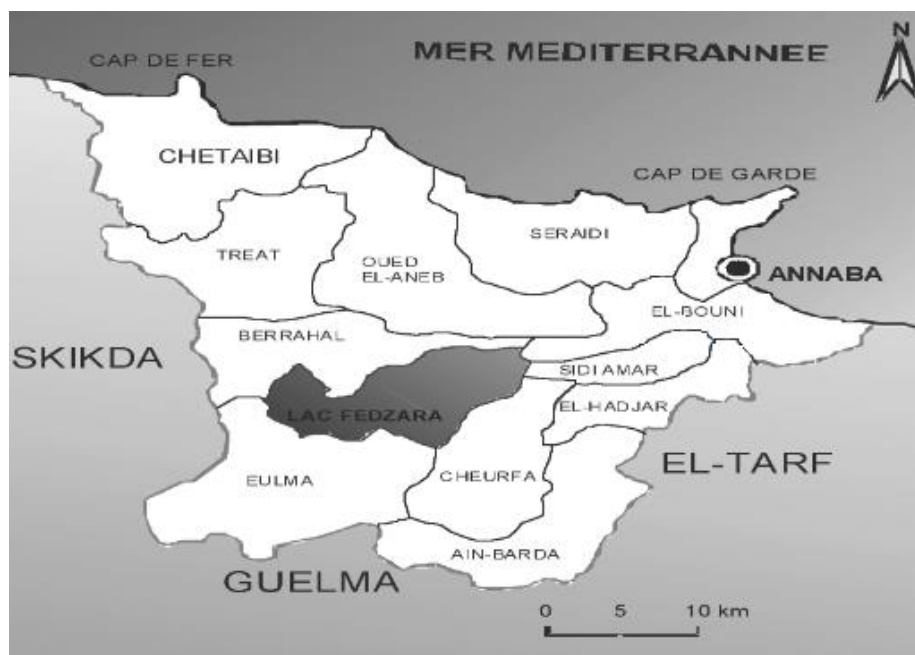 N
MER MEDITERRANNEE
CAP DE FER
CHETAIBI
CAP DE GARDE
SERAIDI
TREAT
OUED
EL-ANEB
ANNABA
EL-BOUNI
BERRAHAL
SKIKDA
SIDI AMAR
EL-HADJAR
LAC FEDZARA
EL-TARF
EULMA
CHEURFA
AIN-BARDA
GUELMA
0 5 10 km